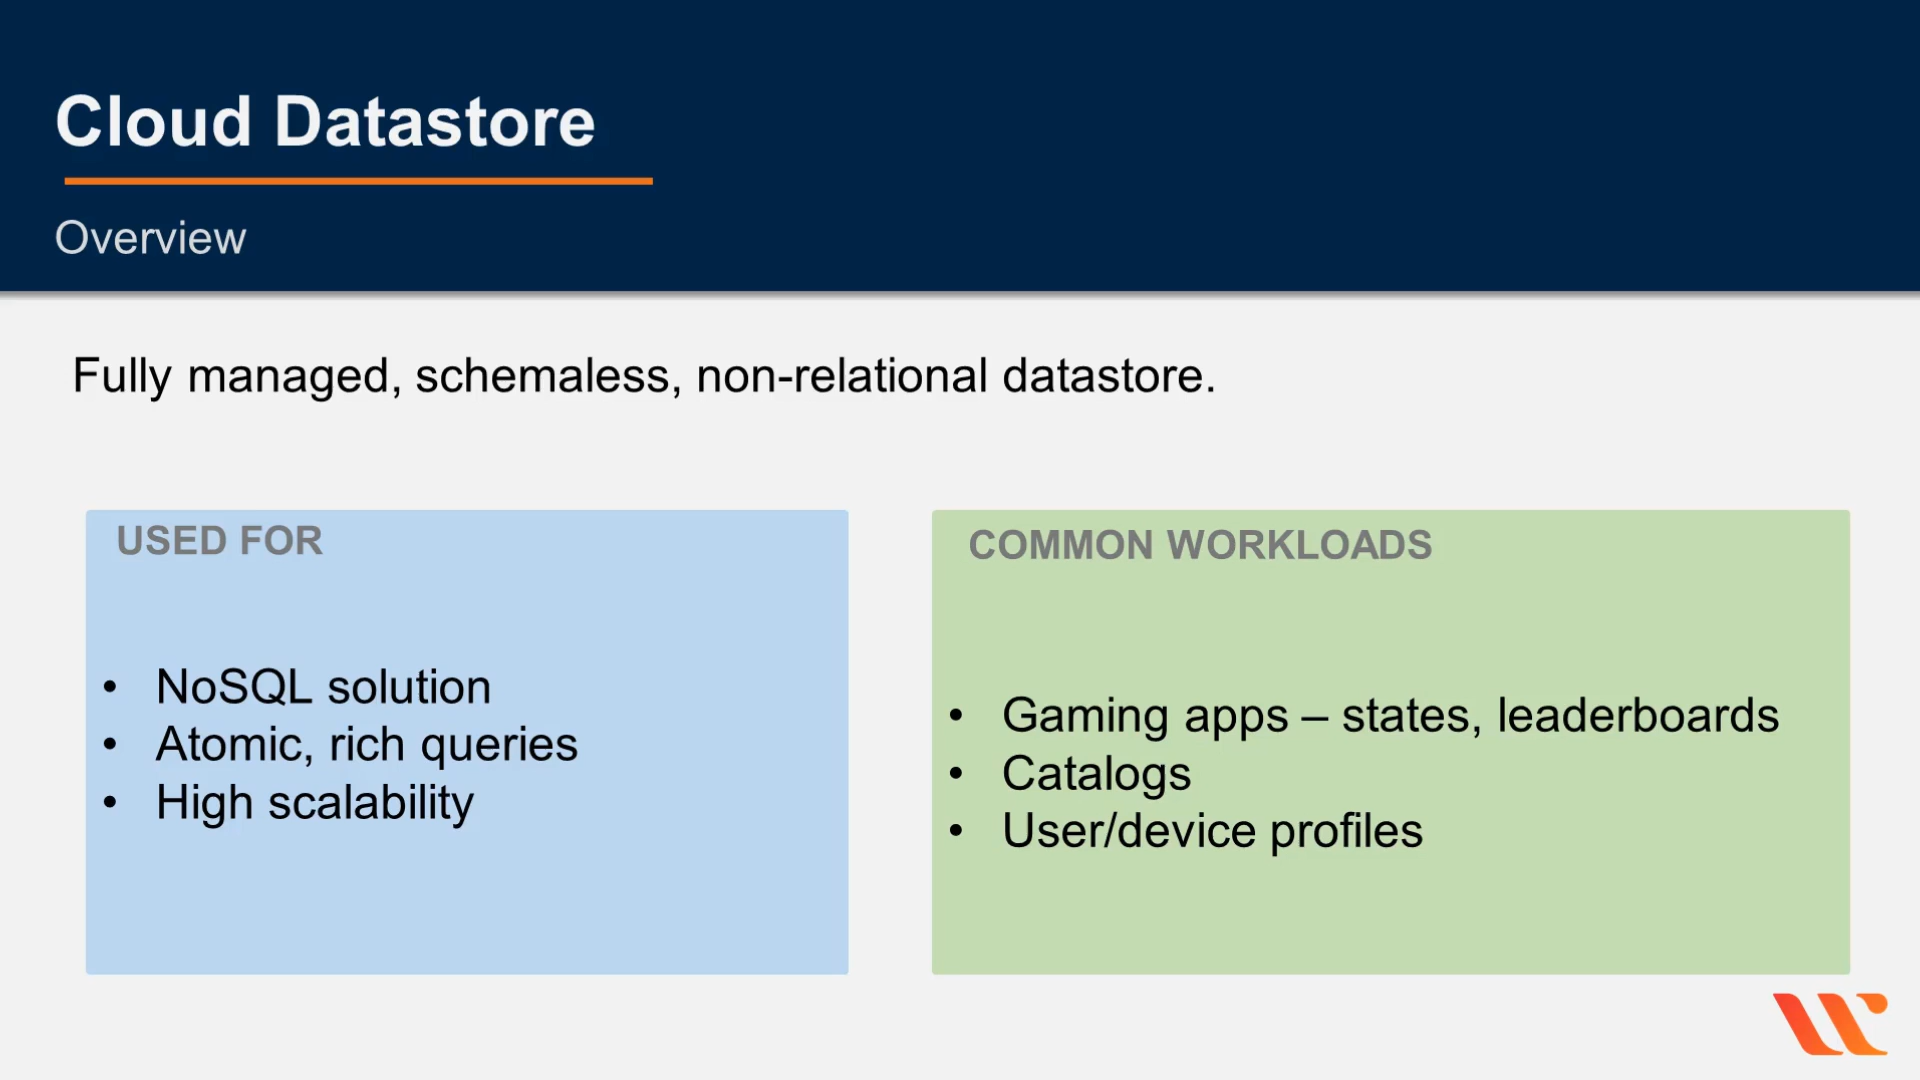 Cloud Datastore
Overview
Fully managed, schemaless, non-relational datastore.
USED FOR
• NoSQL solution
• Atomic, rich queries
• High scalability
COMMON WORKLOADS
• Gaming apps – states, leaderboards
• Catalogs
• User/device profiles